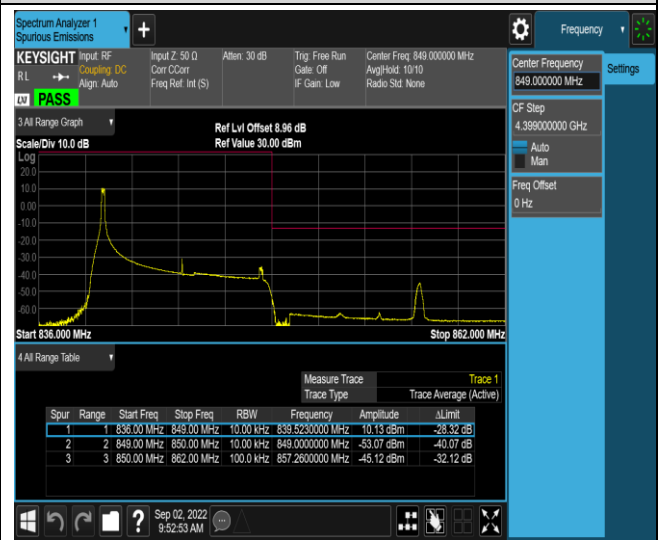 Spectrum Analyzer 1
Spurious Emissions
Frequency
KEYSIGHT
Input: RF
Coupling: DC
Align: Auto
Input Z: 50 Ω
Corr CCorr
Freq Ref: Int (S)
Atten: 30 dB
Trig: Free Run
Gate: Off
IF Gain: Low
Center Freq: 849.000000 MHz
Avg|Hold: 10/10
Radio Std: None
R L
LXI PASS
Center Frequency
849.000000 MHz
Settings
CF Step
4.399000000 GHz
Auto
Man
Freq Offset
0 Hz
3 All Range Graph
Scale/Div 10.0 dB
Ref Lvl Offset 8.96 dB
Ref Value 30.00 dBm
Log
20.0
10.0
0.00
-10.0
-20.0
-30.0
-40.0
-50.0
-60.0
Start 836.000 MHz
Stop 862.000 MHz
4 All Range Table
Measure Trace Trace 1
Trace Type Trace Average (Active)
Spur Range Start Freq Stop Freq RBW Frequency Amplitude ΔLimit
1 1 836.00 MHz 849.00 MHz 10.00 kHz 839.5230000 MHz 10.13 dBm -28.32 dB
2 2 849.00 MHz 850.00 MHz 10.00 kHz 849.0000000 MHz -53.07 dBm -40.07 dB
3 3 850.00 MHz 862.00 MHz 100.0 kHz 857.2600000 MHz -45.12 dBm -32.12 dB
Sep 02, 2022
9:52:53 AM